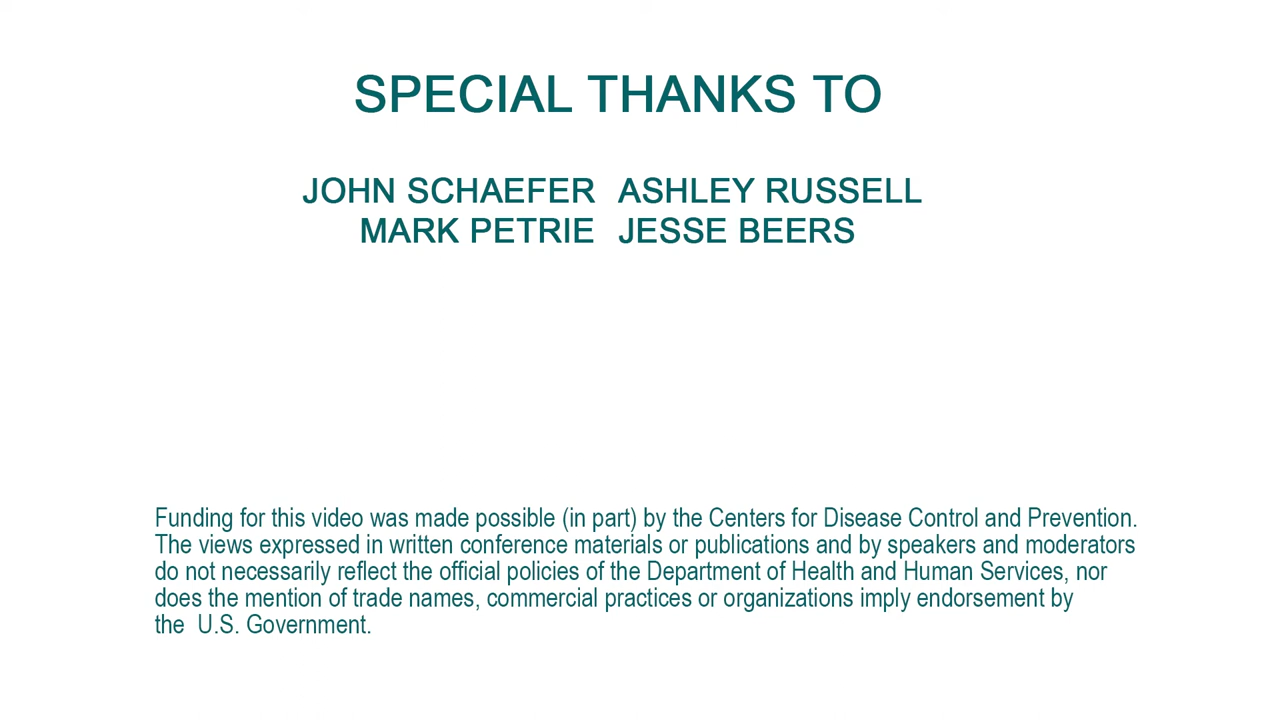 SPECIAL THANKS TO
JOHN SCHAEFER ASHLEY RUSSELL
MARK PETRIE JESSE BEERS
Funding for this video was made possible (in part) by the Centers for Disease Control and Prevention.
The views expressed in written conference materials or publications and by speakers and moderators
do not necessarily reflect the official policies of the Department of Health and Human Services, nor
does the mention of trade names, commercial practices or organizations imply endorsement by
the  U.S. Government.